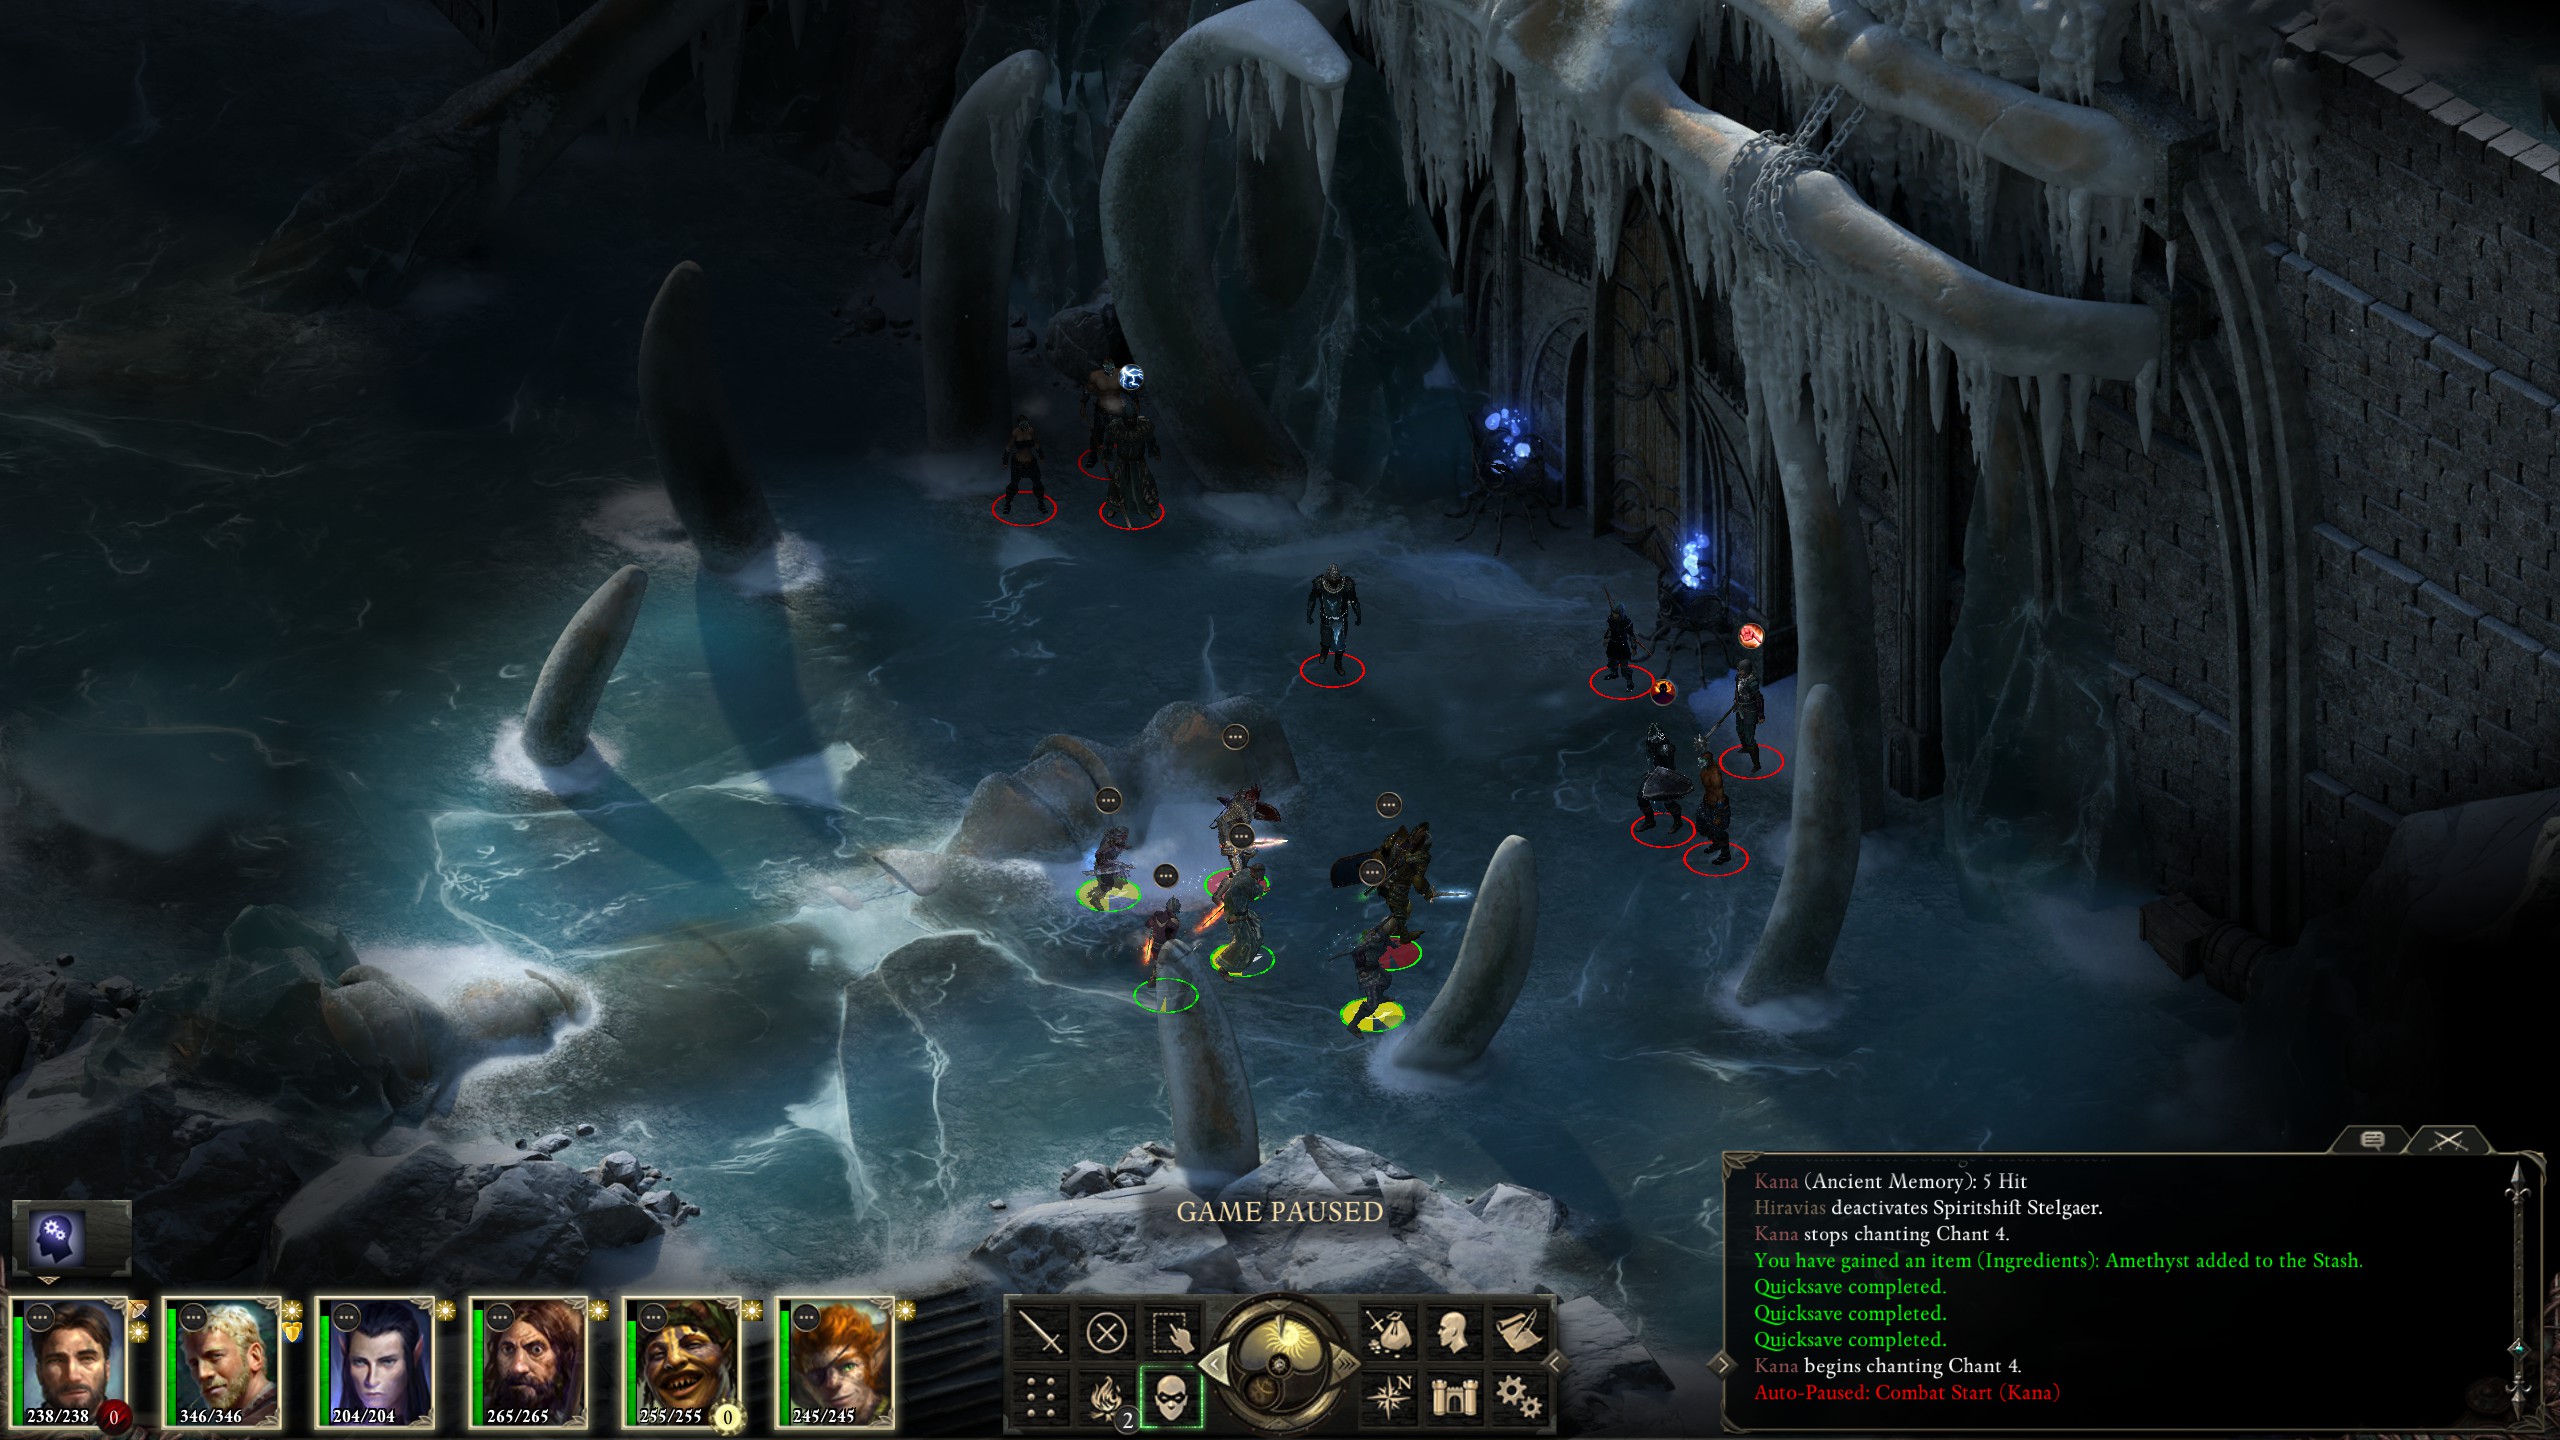 GAME PAUSED
Kana (Ancient Memory): 5 Hit
Hiravias deactivates Spiritshift Stelgaer.
Kana stops chanting Chant 4.
You have gained an item (Ingredients): Amethyst added to the Stash.
Quicksave completed.
Quicksave completed.
Quicksave completed.
Kana begins chanting Chant 4.
Auto-Paused: Combat Start (Kana)
238/238 0
346/346
204/204
265/265
255/255 0
245/245
2
N